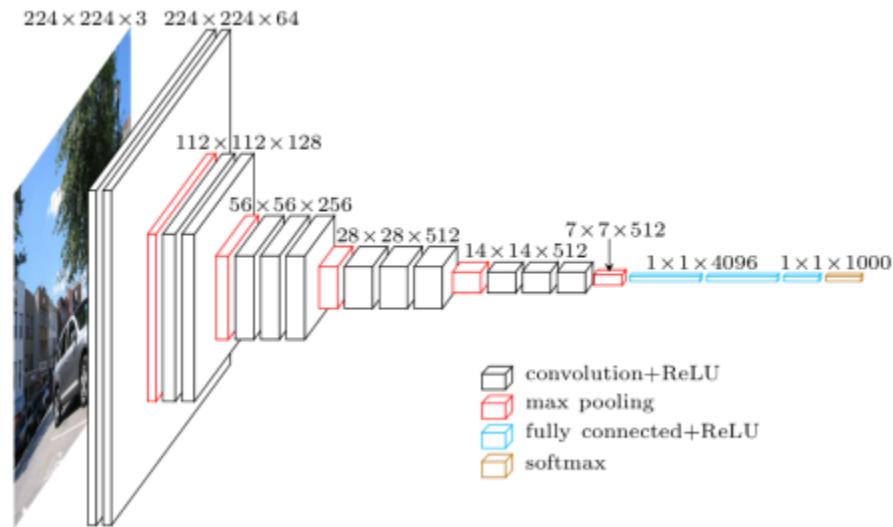 224×224×3
224×224×64
112×112×128
56×56×256
28×28×512
14×14×512
7×7×512
1×1×4096
1×1×1000
convolution+ReLU
max pooling
fully connected+ReLU
softmax